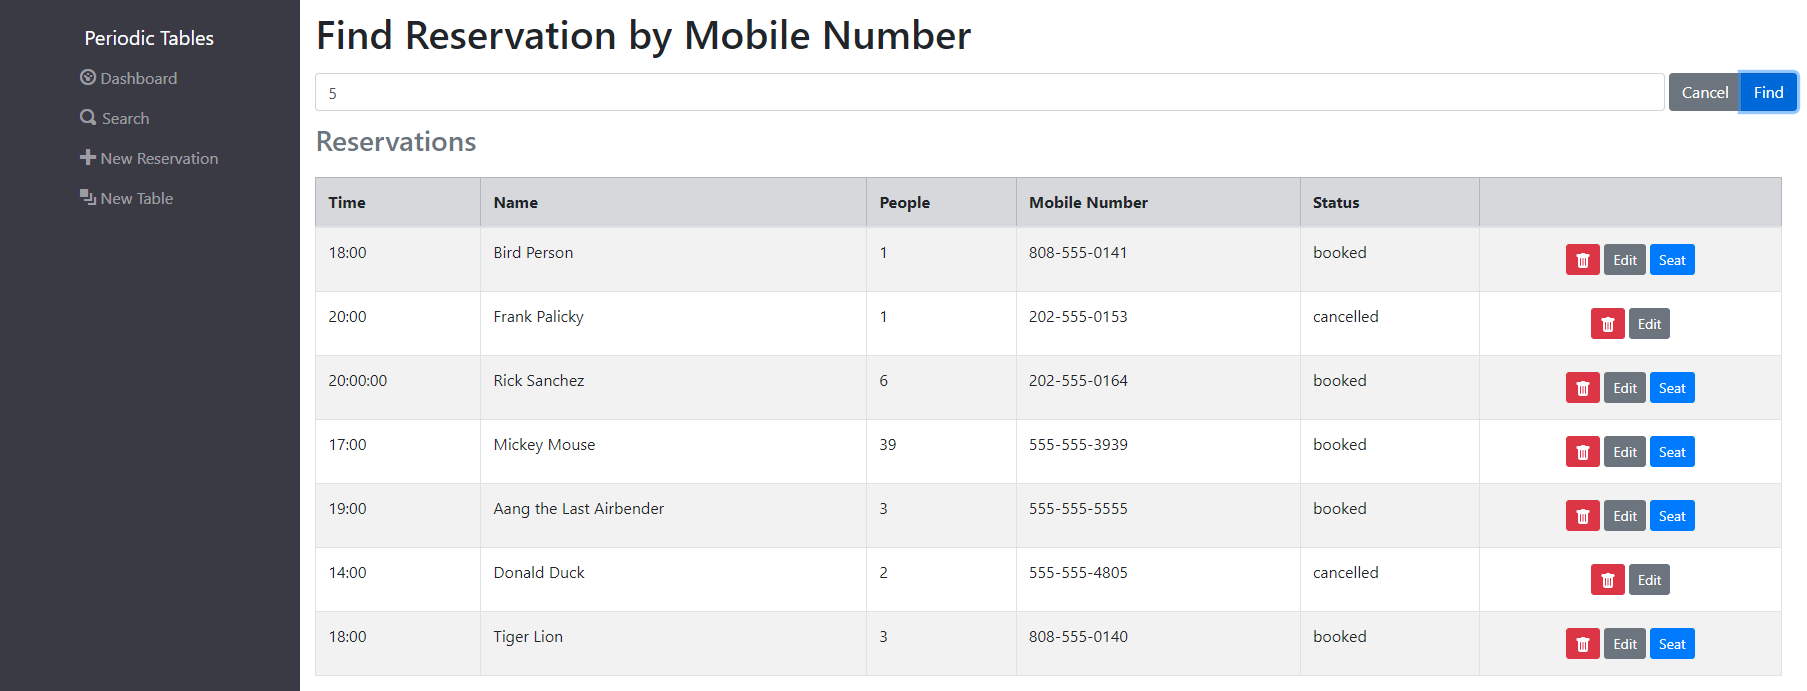 Periodic Tables
Dashboard
Search
New Reservation
New Table
Find Reservation by Mobile Number
5 Cancel Find
Reservations
Time Name People Mobile Number Status
18:00 Bird Person 1 808-555-0141 booked Edit Seat
20:00 Frank Palicky 1 202-555-0153 cancelled Edit
20:00:00 Rick Sanchez 6 202-555-0164 booked Edit Seat
17:00 Mickey Mouse 39 555-555-3939 booked Edit Seat
19:00 Aang the Last Airbender 3 555-555-5555 booked Edit Seat
14:00 Donald Duck 2 555-555-4805 cancelled Edit
18:00 Tiger Lion 3 808-555-0140 booked Edit Seat